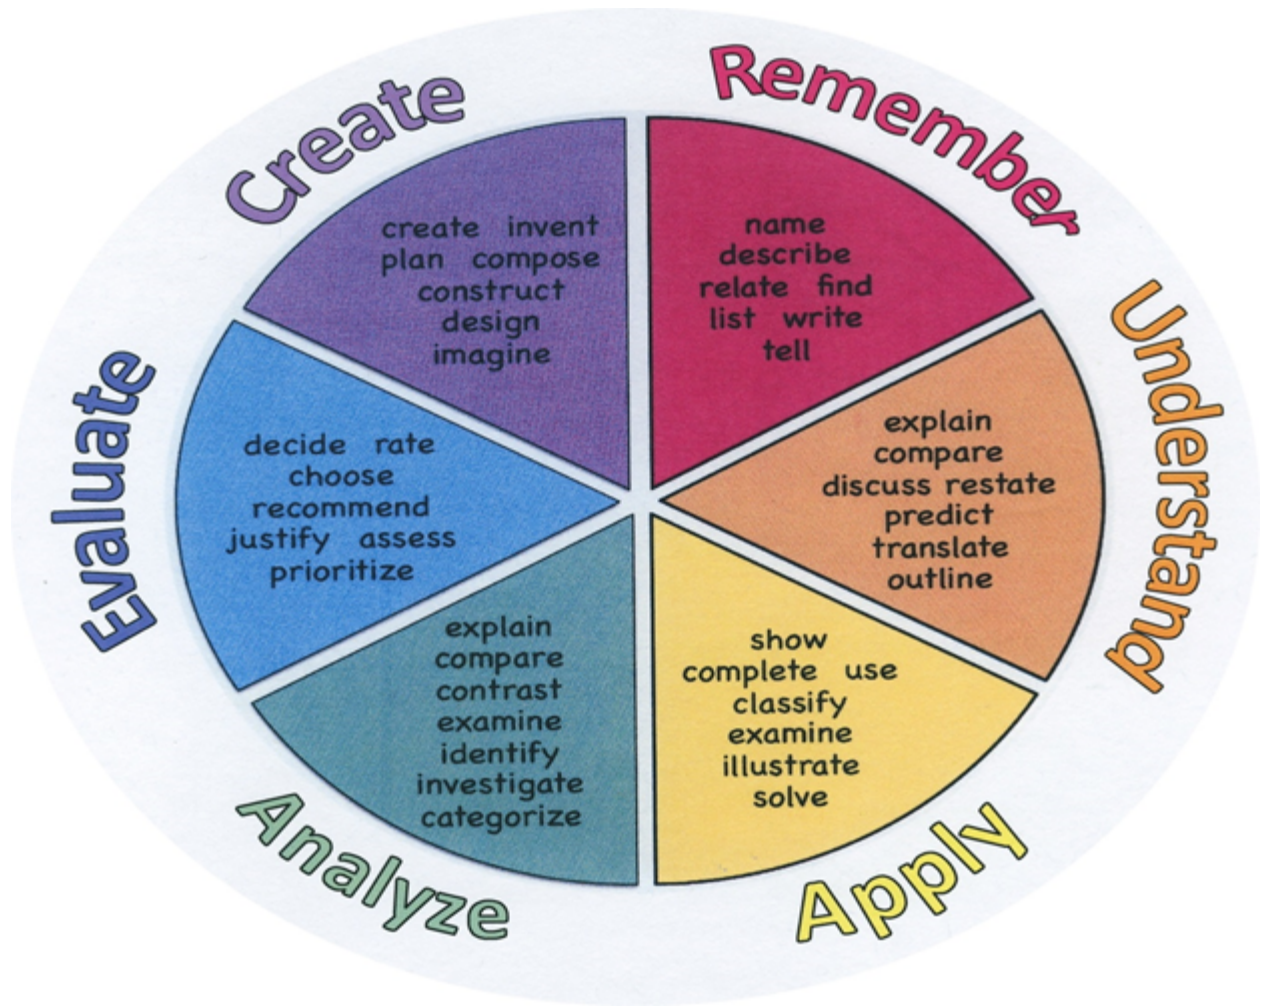 Remember
name
describe
relate find
list write
tell
Understand
explain
compare
discuss restate
predict
translate
outline
Apply
show
complete use
classify
examine
illustrate
solve
Analyze
explain
compare
contrast
examine
identify
investigate
categorize
Evaluate
decide rate
choose
recommend
justify assess
prioritize
Create
create invent
plan compose
construct
design
imagine